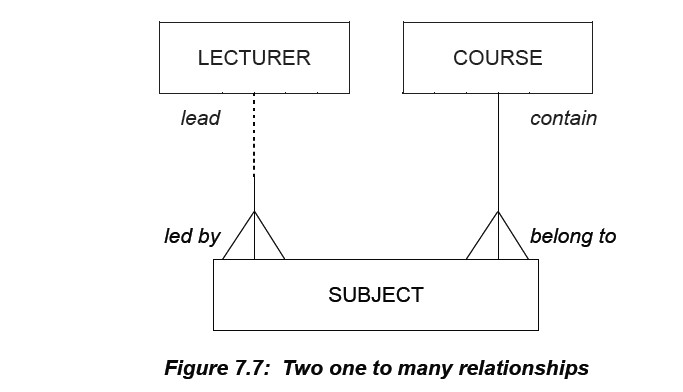 LECTURER
COURSE
lead
contain
led by
belong to
SUBJECT
Figure 7.7: Two one to many relationships